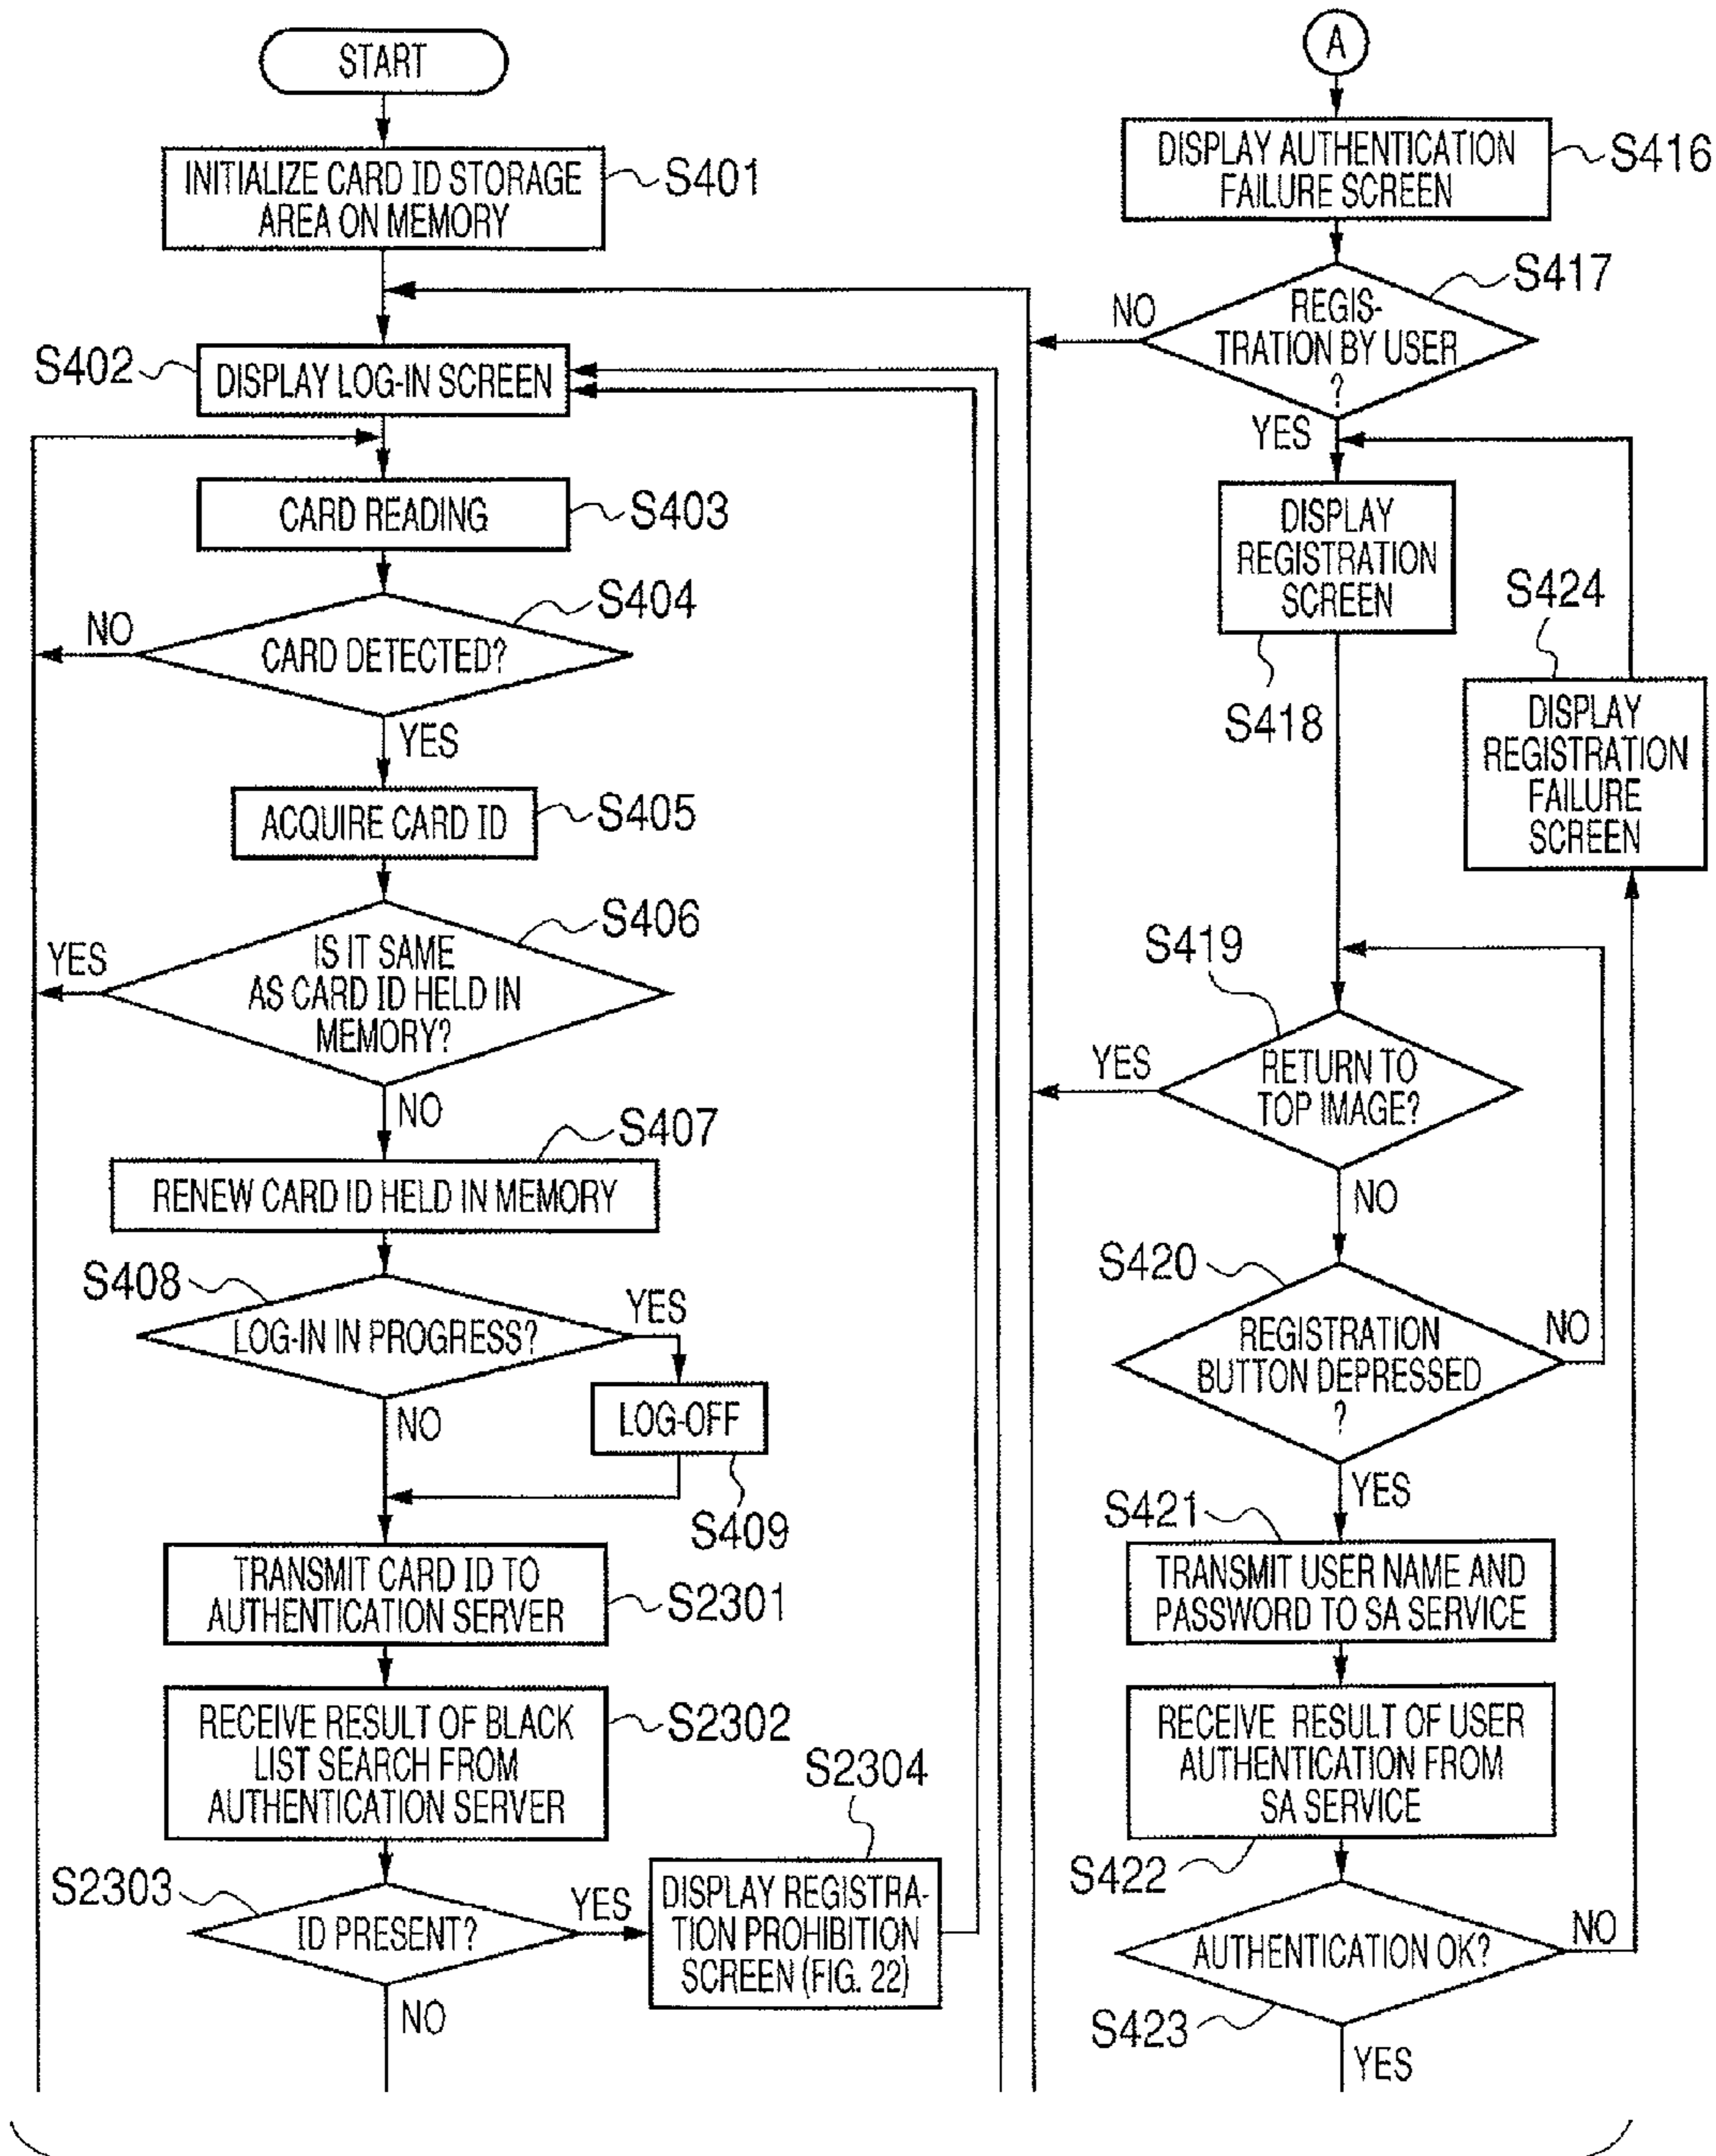 START
INITIALIZE CARD ID STORAGE
AREA ON MEMORY
S401
S402
DISPLAY LOG-IN SCREEN
CARD READING
S403
S404
NO
CARD DETECTED?
YES
ACQUIRE CARD ID
S405
S406
YES
IS IT SAME
AS CARD ID HELD IN
MEMORY?
NO
S407
RENEW CARD ID HELD IN MEMORY
S408
YES
LOG-IN IN PROGRESS?
NO
LOG-OFF
S409
TRANSMIT CARD ID TO
AUTHENTICATION SERVER
S2301
RECEIVE RESULT OF BLACK
LIST SEARCH FROM
AUTHENTICATION SERVER
S2302
S2304
S2303
ID PRESENT?
YES
DISPLAY REGISTRA-
TION PROHIBITION
SCREEN (FIG. 22)
NO
A
DISPLAY AUTHENTICATION
FAILURE SCREEN
S416
S417
NO
REGIS-
TRATION BY USER
?
YES
DISPLAY
REGISTRATION
SCREEN
S418
S424
DISPLAY
REGISTRATION
FAILURE
SCREEN
S419
YES
RETURN TO
TOP IMAGE?
NO
S420
REGISTRATION
BUTTON DEPRESSED
?
NO
YES
S421
TRANSMIT USER NAME AND
PASSWORD TO SA SERVICE
RECEIVE RESULT OF USER
AUTHENTICATION FROM
SA SERVICE
S422
AUTHENTICATION OK?
NO
S423
YES